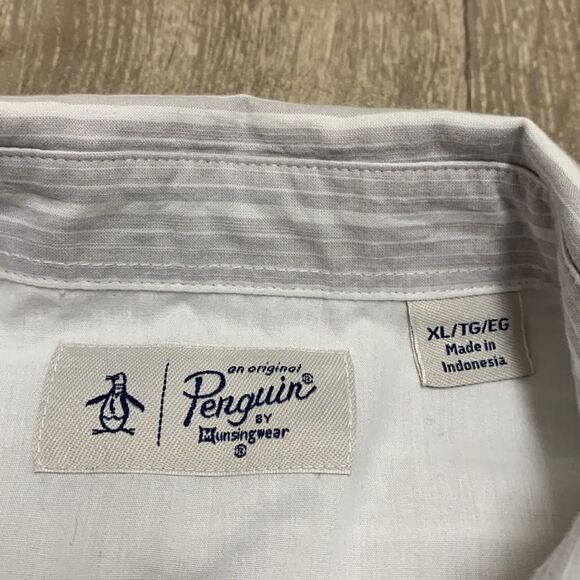 an original
Penguin®
BY
Munsingwear
®
XL/TG/EG
Made in
Indonesia